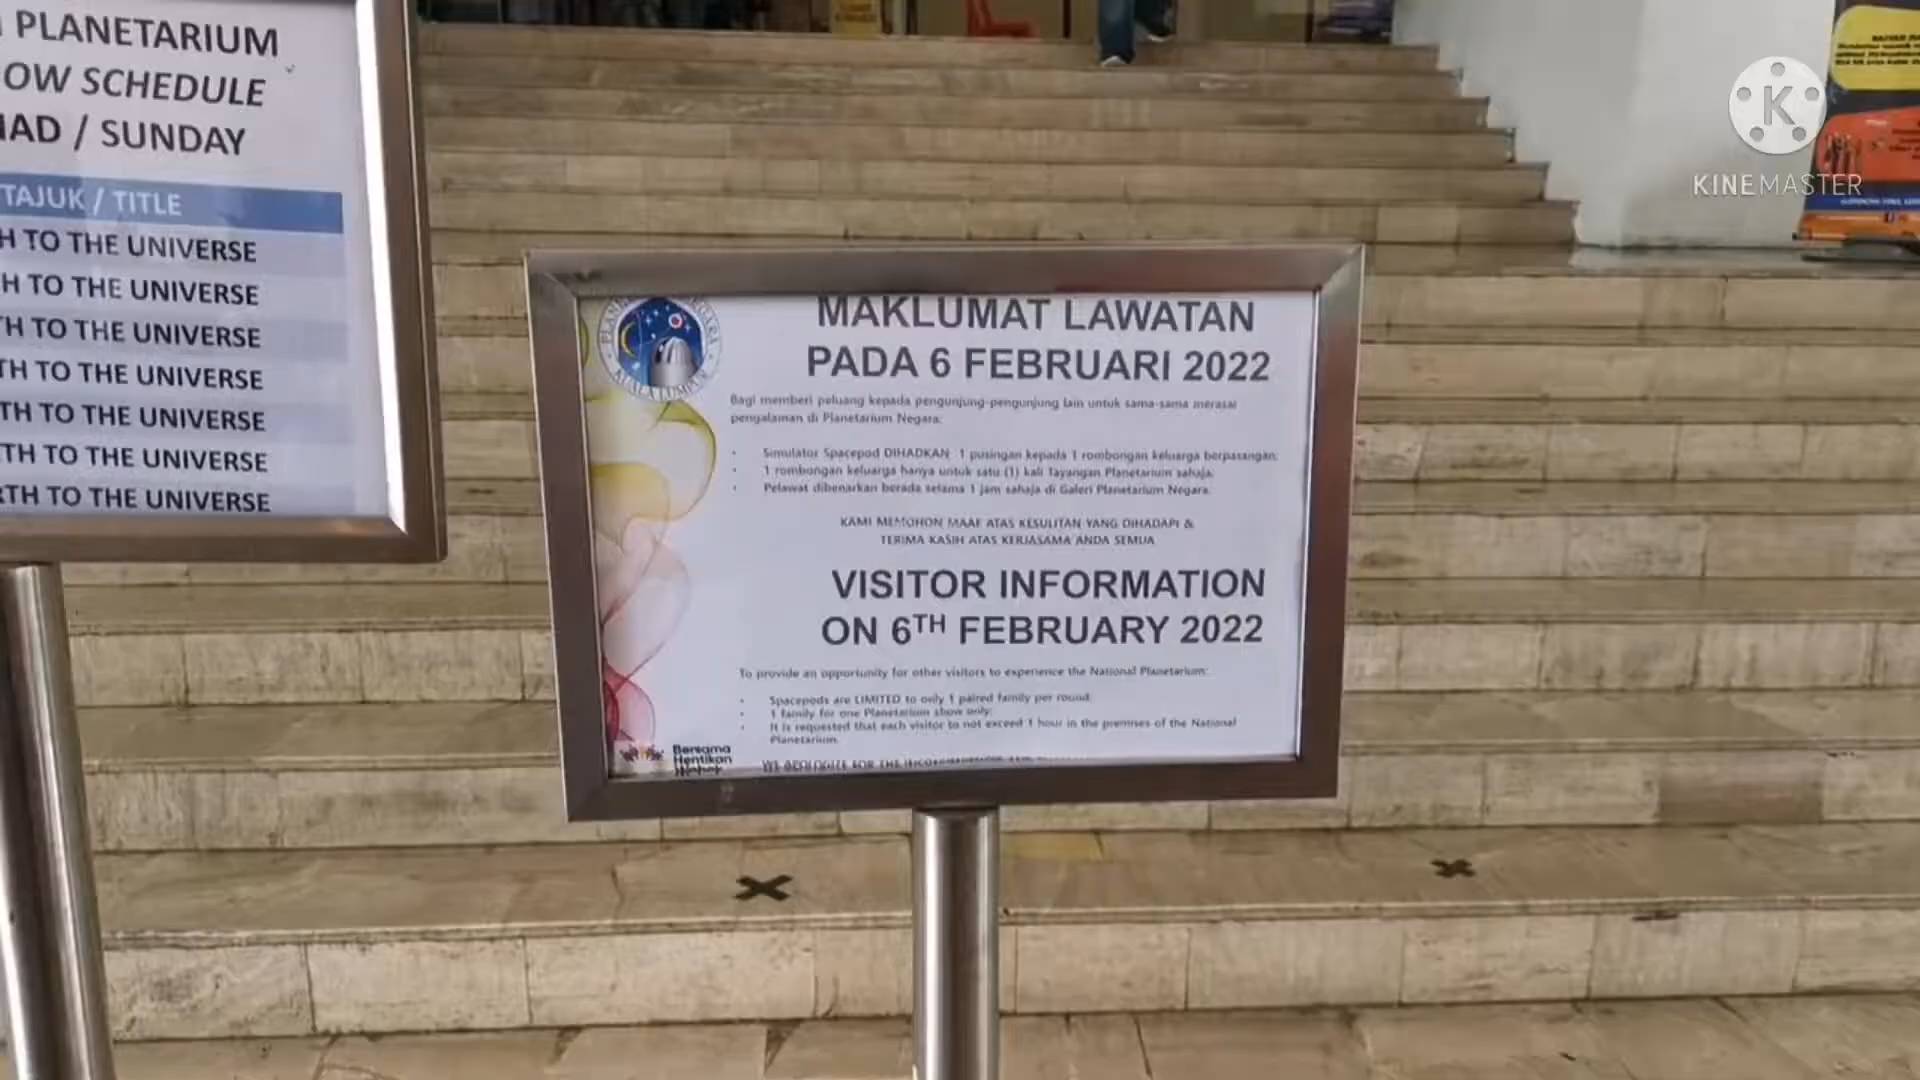 PLANETARIUM
OW SCHEDULE
AD / SUNDAY
TAJUK / TITLE
H TO THE UNIVERSE
H TO THE UNIVERSE
TH TO THE UNIVERSE
TH TO THE UNIVERSE
TH TO THE UNIVERSE
TH TO THE UNIVERSE
RTH TO THE UNIVERSE
KUALA LUMPUR
MAKLUMAT LAWATAN
PADA 6 FEBRUARI 2022
Bagi memberi peluang kepada pengunjung-pengunjung lain untuk sama-sama merasai
pengalaman di Planetarium Negara:
Simulator Spacepod DIHADKAN 1 pusingan kepada 1 rombongan keluarga berpasangan.
1 rombongan keluarga hanya untuk satu (1) kali Tayangan Planetarium sahaja.
Pelawat dibenarkan berada selama 1 jam sahaja di Galeri Planetarium Negara.
KAMI MEMOHON MAAF ATAS KESULITAN YANG DIHADAPI &
TERIMA KASIH ATAS KERJASAMA ANDA SEMUA
VISITOR INFORMATION
ON 6TH FEBRUARY 2022
To provide an opportunity for other visitors to experience the National Planetarium:
Spacepods are LIMITED to only 1 paired family per round.
1 family for one Planetarium show only.
It is requested that each visitor to not exceed 1 hour in the premises of the National
Planetarium.
Bersama
Hentikan
WE APOLOGIZE FOR THE
K
KINEMASTER